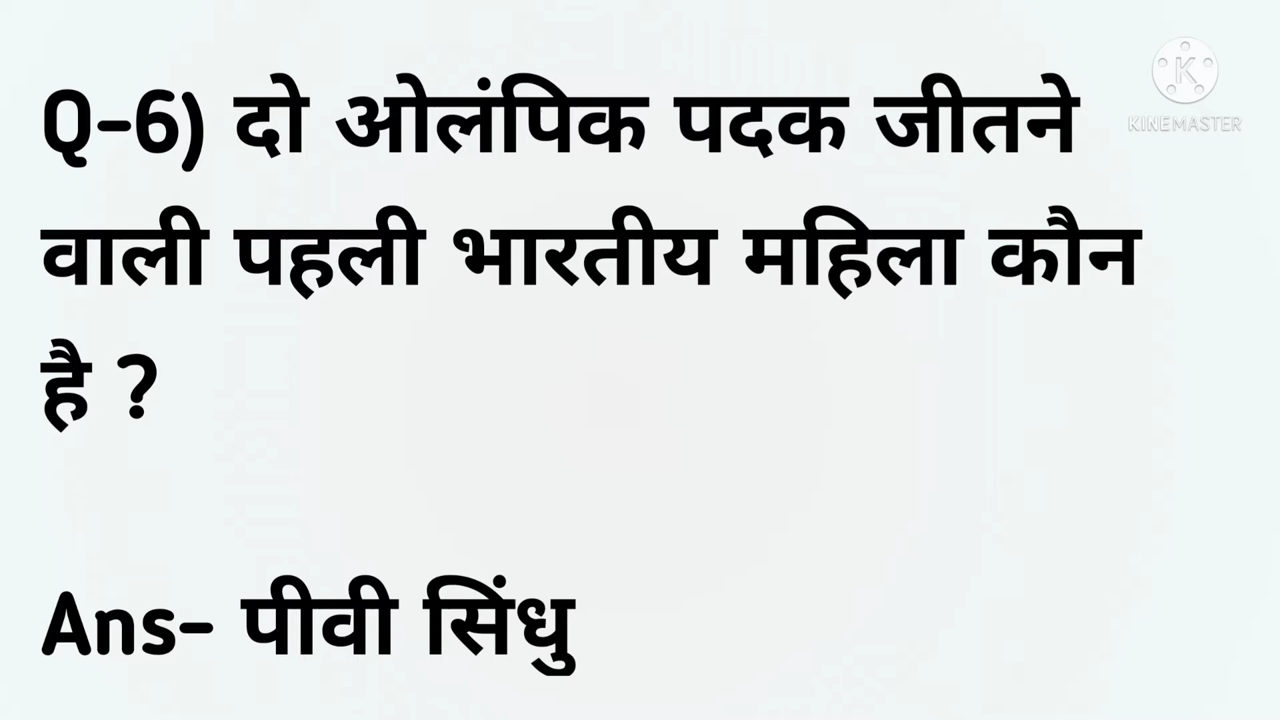 Q-6) दो ओलंपिक पदक जीतने
वाली पहली भारतीय महिला कौन
है ?
Ans- पीवी सिंधु
K
KINEMASTER